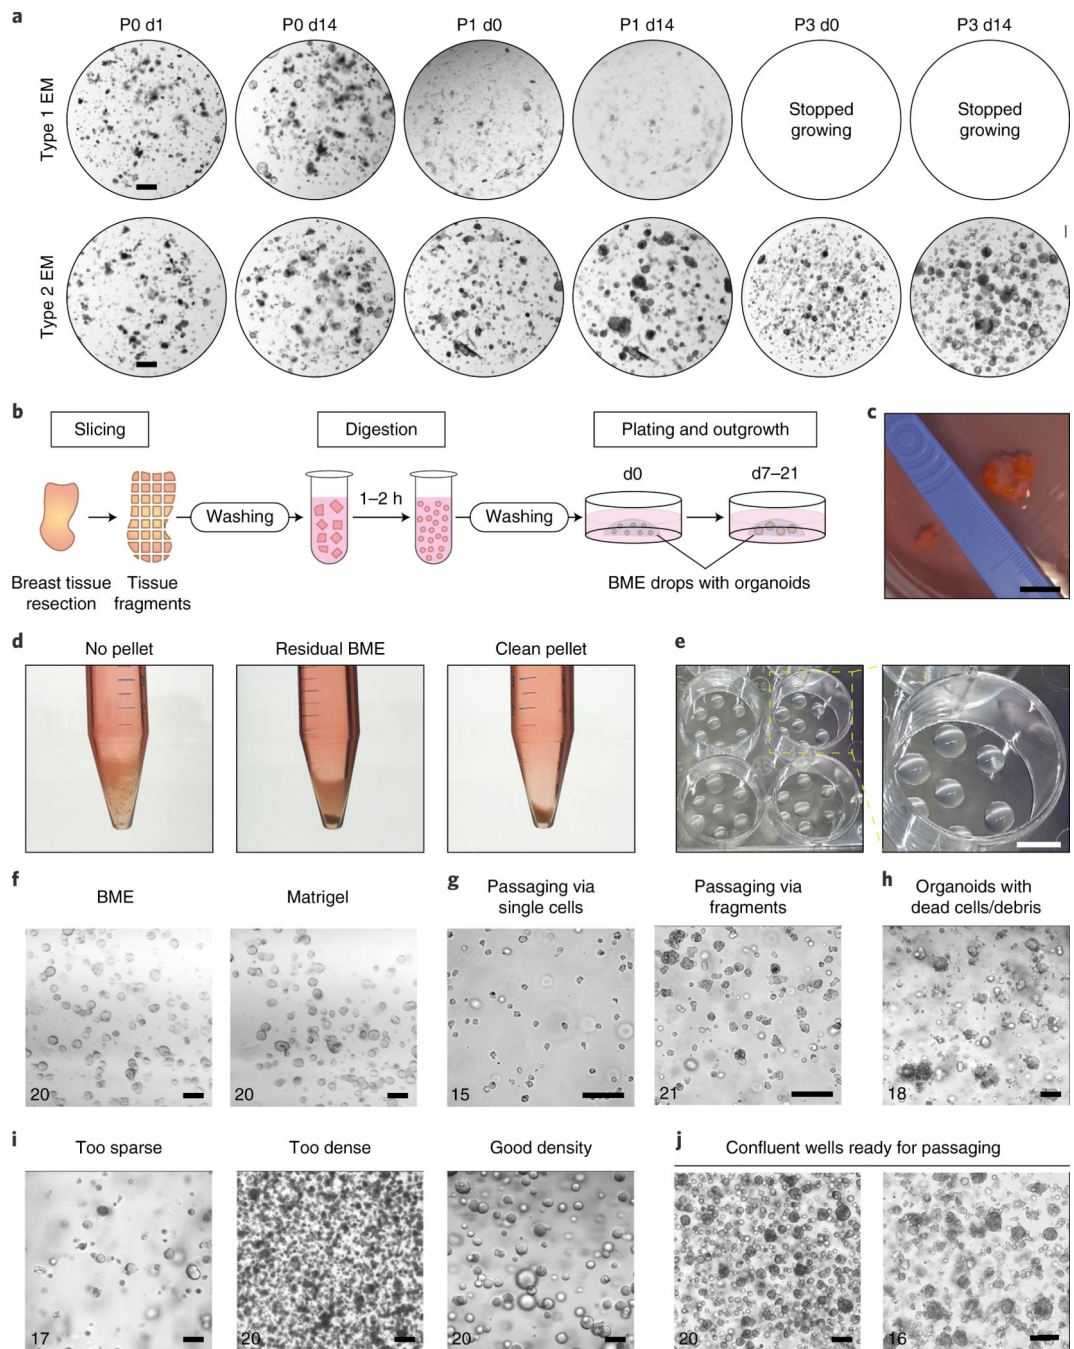 a
P0 d1
P0 d14
P1 d0
P1 d14
P3 d0
P3 d14
Type 1 EM
Stopped
growing
Stopped
growing
Type 2 EM
b
Slicing
Digestion
Plating and outgrowth
c
d0
d7–21
1–2 h
Washing
Washing
Breast tissue
resection
Tissue
fragments
BME drops with organoids
d
No pellet
Residual BME
Clean pellet
e
f
BME
Matrigel
g
Passaging via
single cells
Passaging via
fragments
h
Organoids with
dead cells/debris
20
20
15
21
18
i
Too sparse
Too dense
Good density
j
Confluent wells ready for passaging
17
20
20
20
16